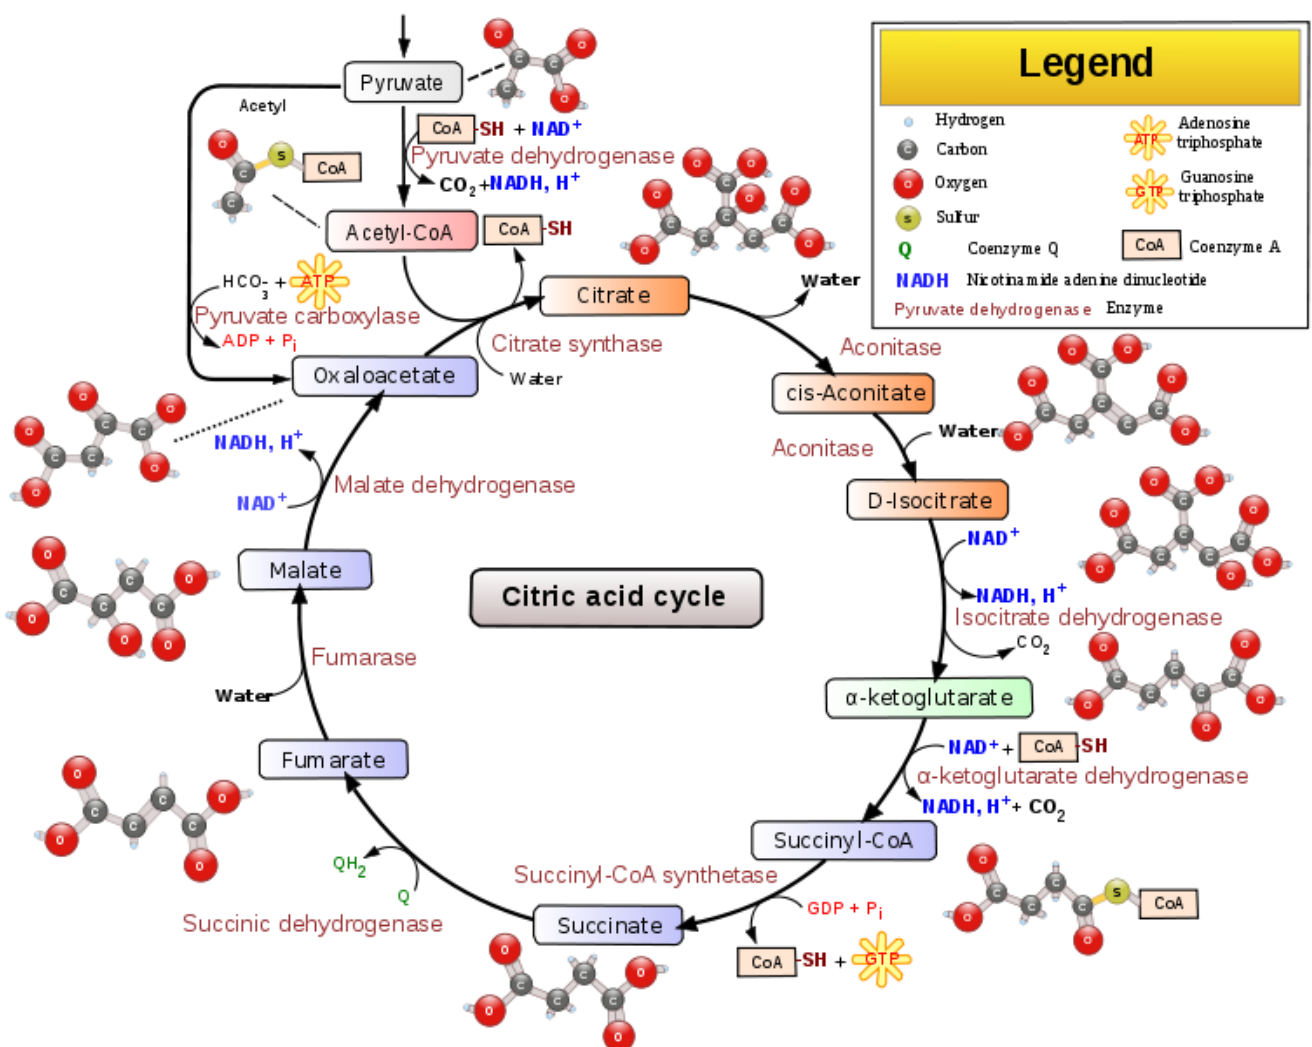 Legend
Hydrogen
Carbon
Oxygen
Sulfur
Q Coenzyme Q
NADH Nicotinamide adenine dinucleotide
Pyruvate dehydrogenase Enzyme
ATP Adenosine
triphosphate
GTP Guanosine
triphosphate
CoA Coenzyme A
Pyruvate
Acetyl
S CoA
CoA-SH + NAD+
Pyruvate dehydrogenase
CO2+NADH, H+
Acetyl-CoA
CoA-SH
HCO3- + ATP
Pyruvate carboxylase
ADP + Pi
Citrate
Water
Citrate synthase
Water
Oxaloacetate
Aconitase
cis-Aconitate
Water
Aconitase
D-Isocitrate
NAD+
NADH, H+
Isocitrate dehydrogenase
CO2
NADH, H+
NAD+
Malate dehydrogenase
Malate
Citric acid cycle
Fumarase
Water
α-ketoglutarate
NAD+ + CoA-SH
α-ketoglutarate dehydrogenase
NADH, H+ + CO2
Fumarate
Succinyl-CoA
S CoA
Succinyl-CoA synthetase
GDP + Pi
CoA-SH + GTP
QH2
Q
Succinic dehydrogenase
Succinate